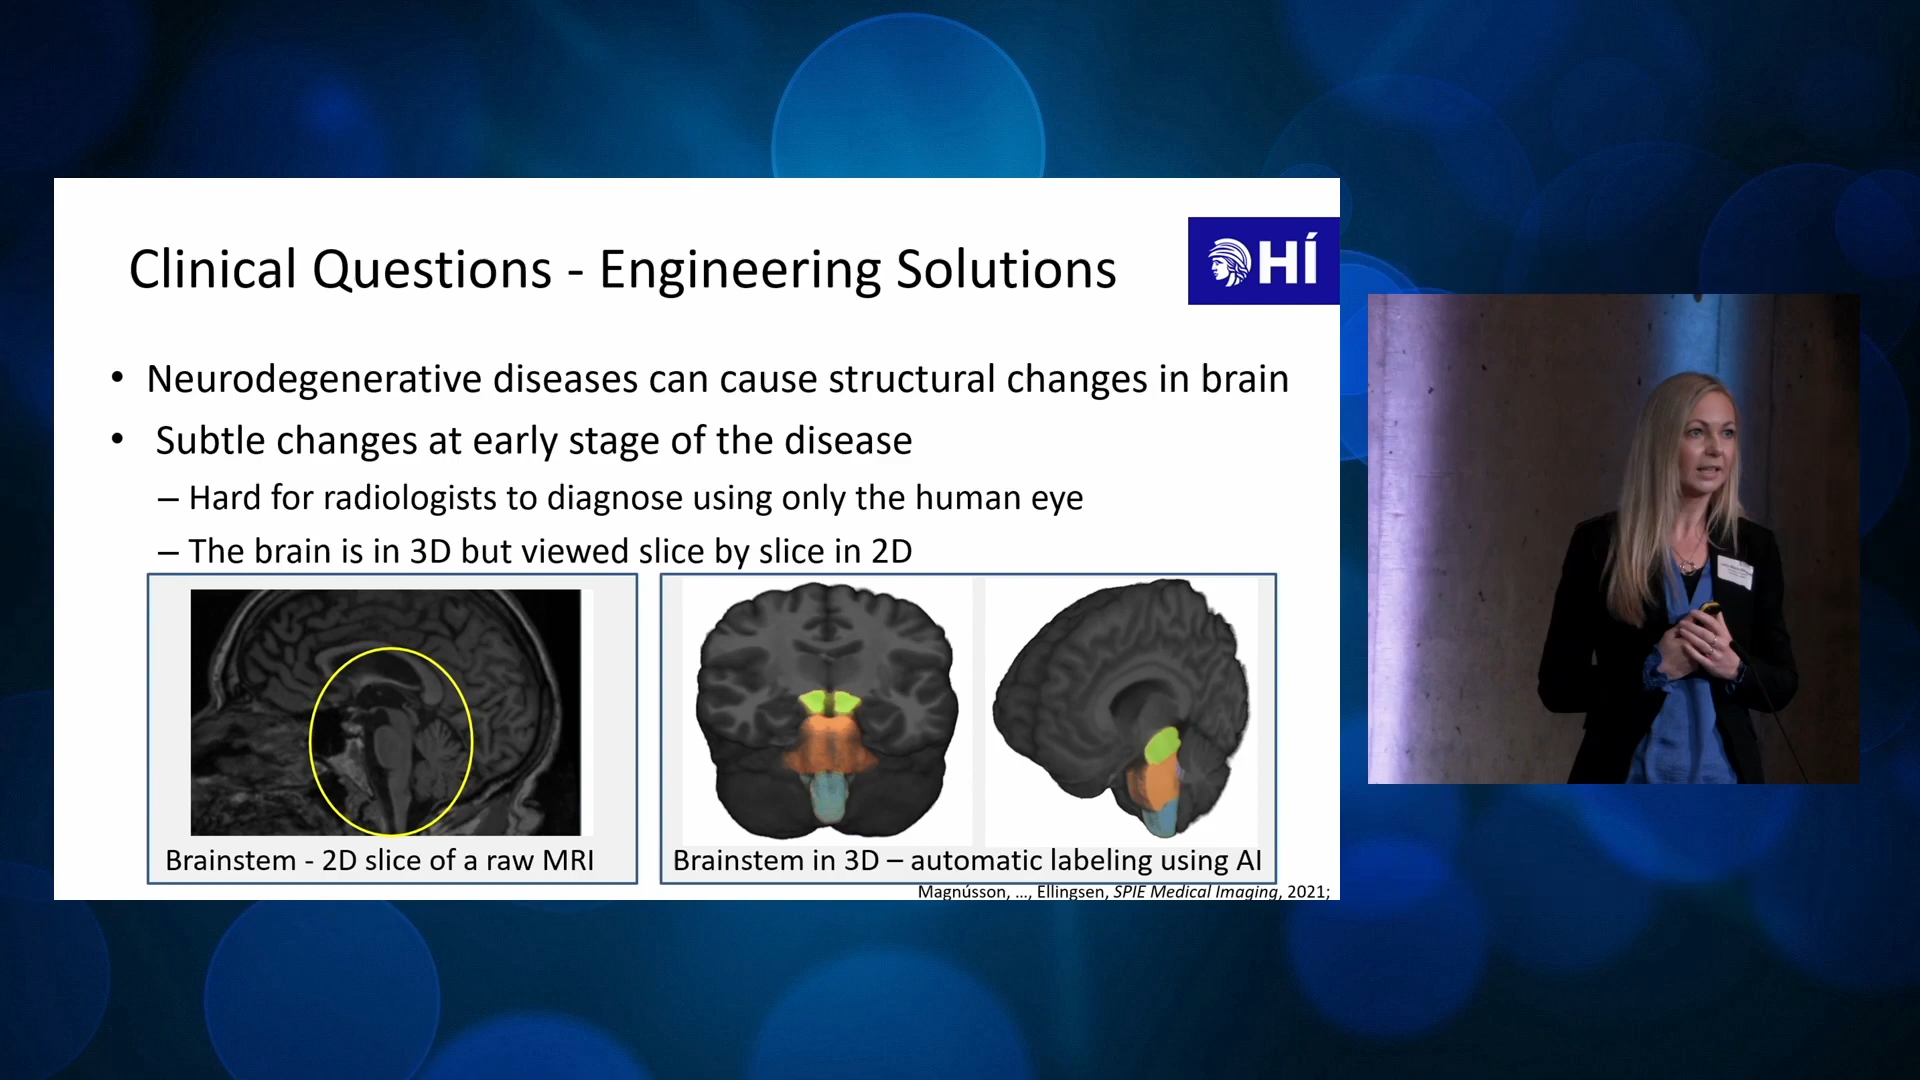 Clinical Questions - Engineering Solutions
HÍ
• Neurodegenerative diseases can cause structural changes in brain
• Subtle changes at early stage of the disease
– Hard for radiologists to diagnose using only the human eye
– The brain is in 3D but viewed slice by slice in 2D
Brainstem - 2D slice of a raw MRI
Brainstem in 3D – automatic labeling using AI
Magnússon, …, Ellingsen, SPIE Medical Imaging, 2021;